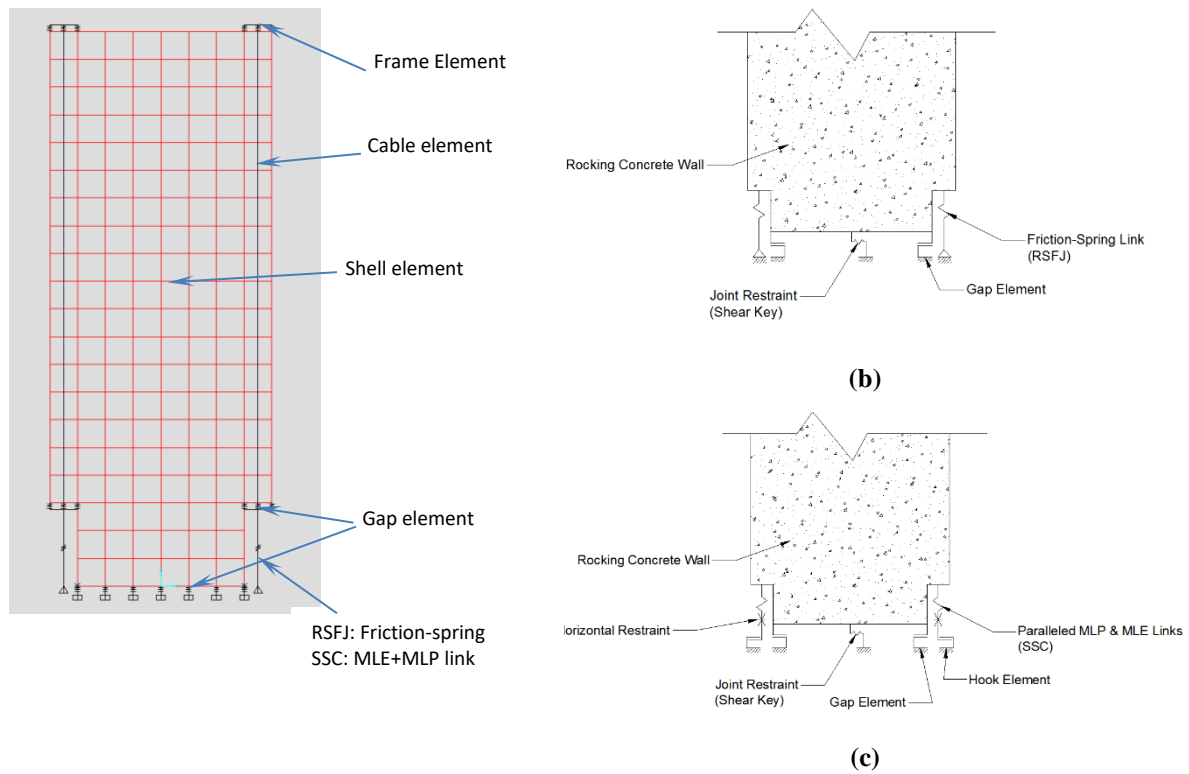 Frame Element
Cable element
Shell element
Gap element
RSFJ: Friction-spring
SSC: MLE+MLP link
Rocking Concrete Wall
Friction-Spring Link
(RSFJ)
Gap Element
Joint Restraint
(Shear Key)
(b)
Rocking Concrete Wall
Horizontal Restraint
Paralleled MLP & MLE Links
(SSC)
Hook Element
Joint Restraint
(Shear Key)
Gap Element
(c)